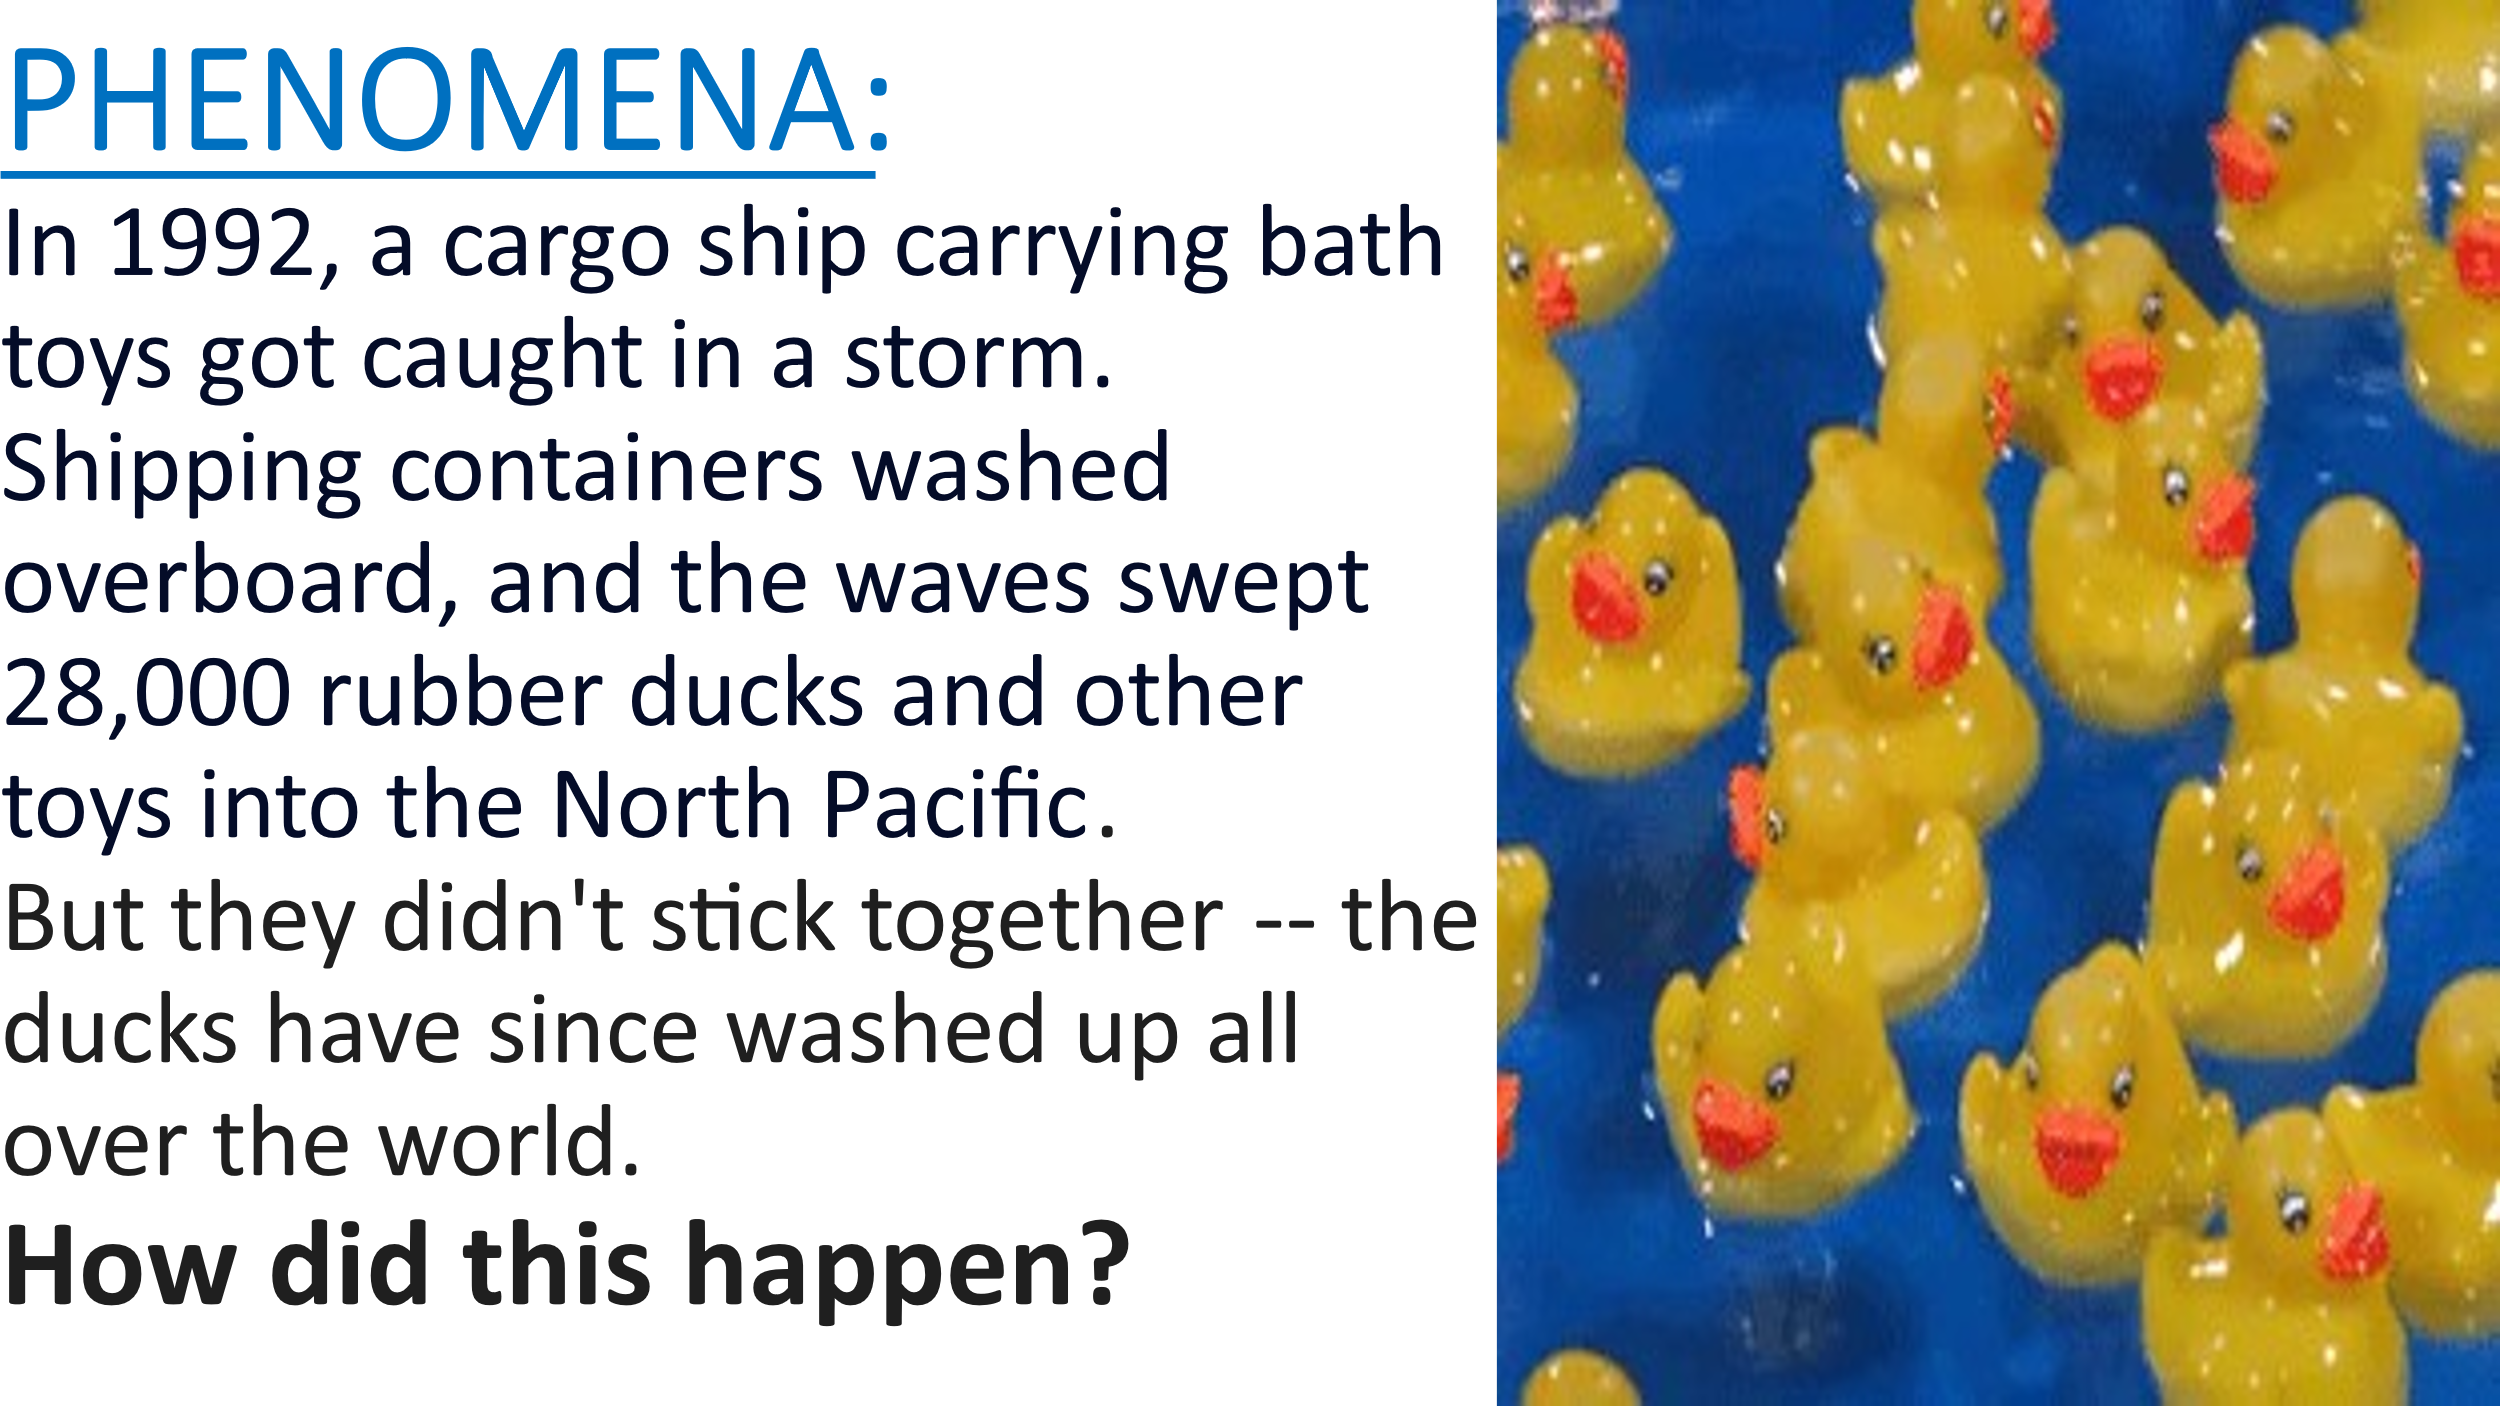 PHENOMENA:
In 1992, a cargo ship carrying bath
toys got caught in a storm.
Shipping containers washed
overboard, and the waves swept
28,000 rubber ducks and other
toys into the North Pacific.
But they didn't stick together -- the
ducks have since washed up all
over the world.
How did this happen?